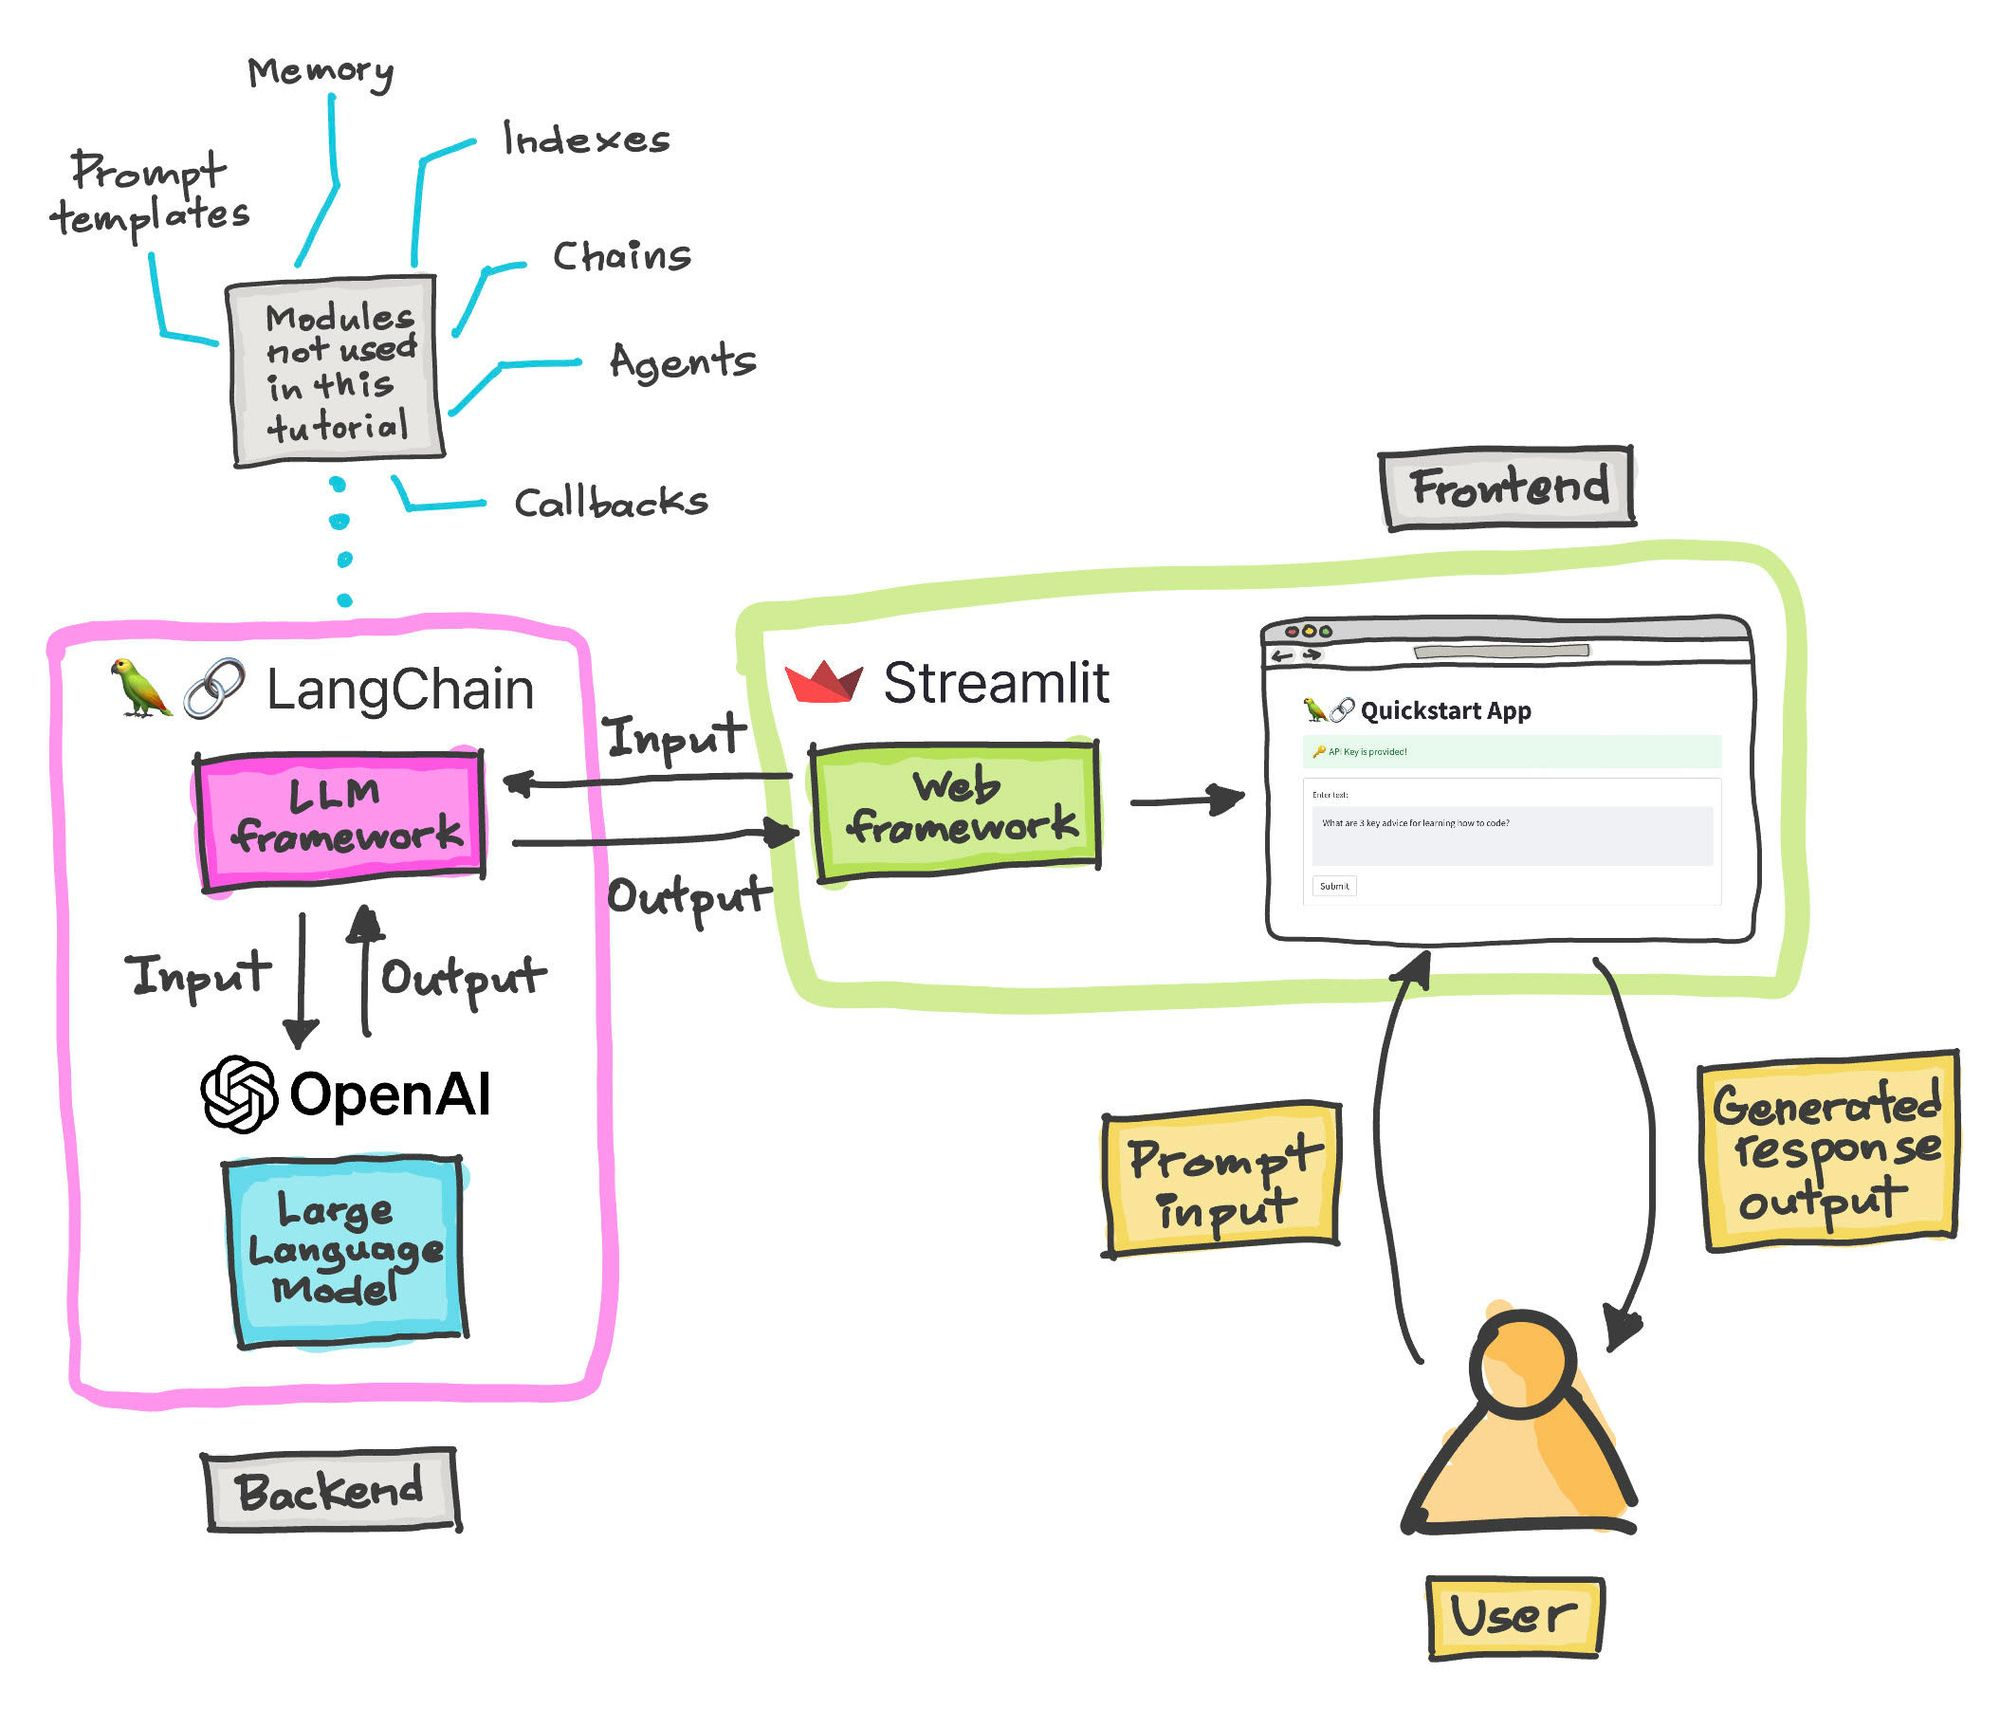 Memory
Indexes
Prompt
templates
Chains
Modules
not used
in this
tutorial
Agents
Callbacks
Frontend
LangChain
LLM
framework
Input
Output
Input
Output
OpenAI
Large
Language
Model
Backend
Streamlit
Web
framework
Quickstart App
API Key is provided!
Enter text:
What are 3 key advice for learning how to code?
Submit
Prompt
input
Generated
response
output
User